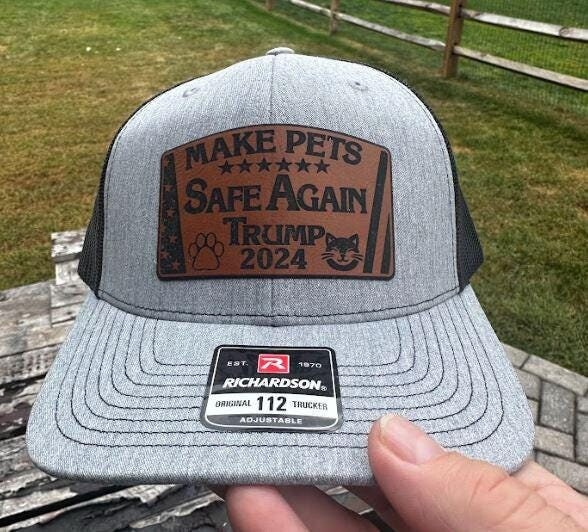 MAKE PETS
SAFE AGAIN
TRUMP
2024
EST. R 1970
RICHARDSON®
ORIGINAL 112 TRUCKER
ADJUSTABLE